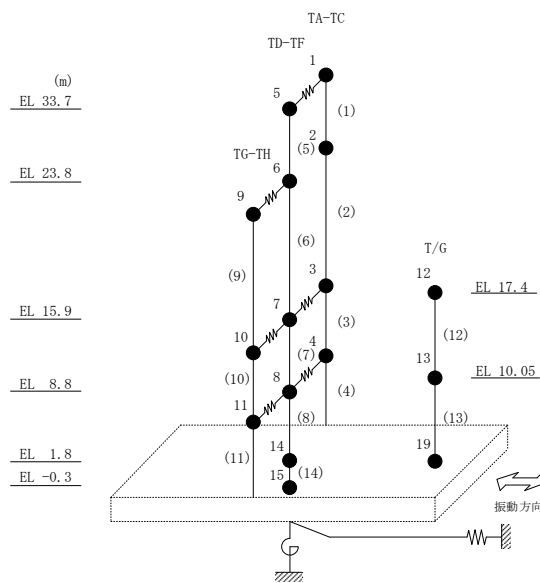 TA-TC
TD-TF
1
(m)
5
EL 33.7
(1)
2
(5)
TG-TH
6
EL 23.8
9
(2)
(6)
T/G
(9)
3
12
EL 17.4
7
EL 15.9
(3)
10
(12)
4
13
(7)
8
(10)
EL 10.05
EL 8.8
(4)
11
(8)
(13)
14
19
EL 1.8
(11)
15
(14)
EL -0.3
振動方向